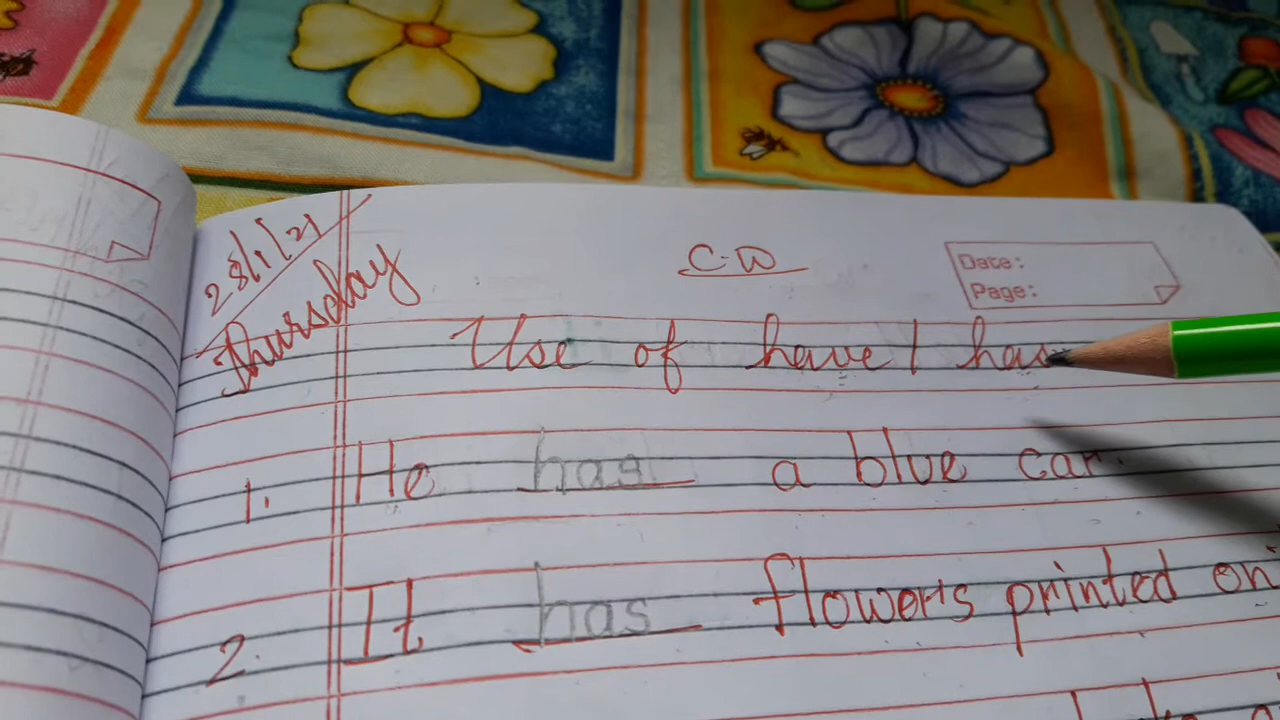 28/1/21
Thursday
C.W
Date:
Page:
Use of have / has
1. He has a blue car.
2. It has flowers printed on